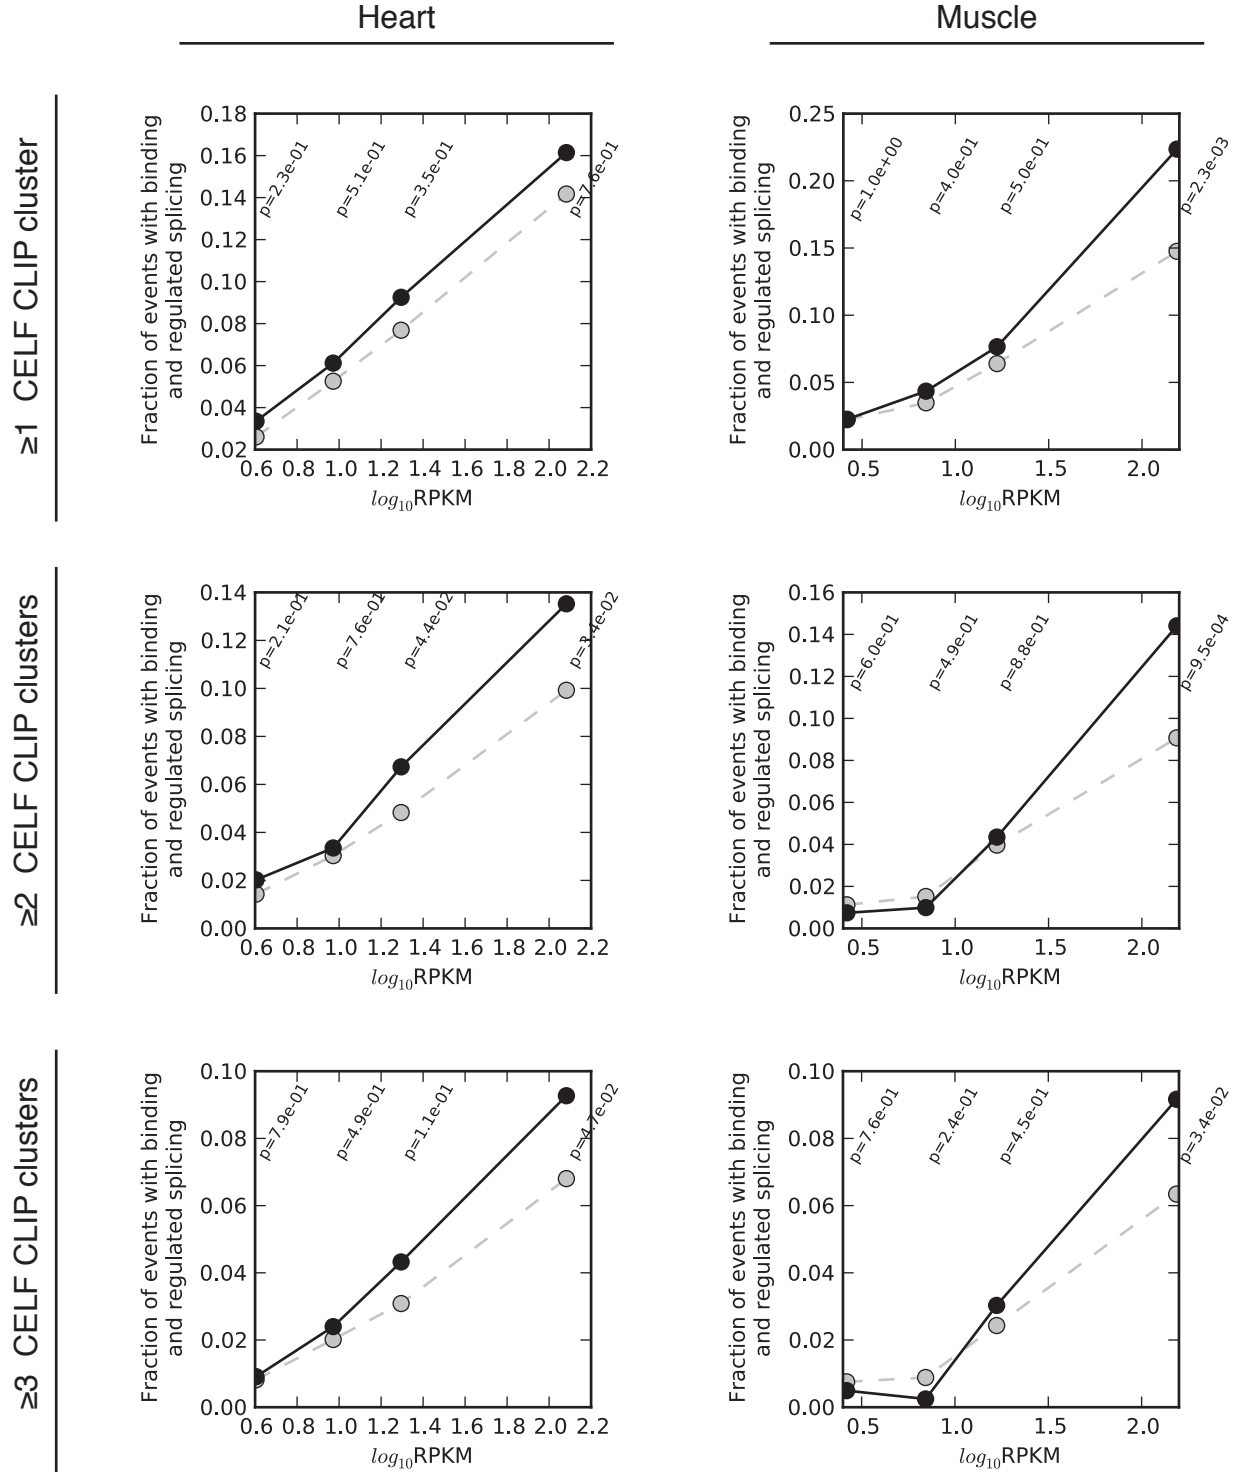 Heart
Muscle
≥1 CELF CLIP cluster
Fraction of events with binding
and regulated splicing
0.18
0.16
0.14
0.12
0.10
0.08
0.06
0.04
0.02
p=2.3e-01
p=5.1e-01
p=3.5e-01
p=7.6e-01
0.6 0.8 1.0 1.2 1.4 1.6 1.8 2.0 2.2
log10RPKM
Fraction of events with binding
and regulated splicing
0.25
0.20
0.15
0.10
0.05
0.00
p=1.0e+00
p=4.0e-01
p=5.0e-01
p=2.3e-03
0.5 1.0 1.5 2.0
log10RPKM
≥2 CELF CLIP clusters
Fraction of events with binding
and regulated splicing
0.14
0.12
0.10
0.08
0.06
0.04
0.02
0.00
p=2.1e-01
p=7.6e-01
p=4.4e-02
p=3.4e-02
0.6 0.8 1.0 1.2 1.4 1.6 1.8 2.0 2.2
log10RPKM
Fraction of events with binding
and regulated splicing
0.16
0.14
0.12
0.10
0.08
0.06
0.04
0.02
0.00
p=6.0e-01
p=4.9e-01
p=8.8e-01
p=9.5e-04
0.5 1.0 1.5 2.0
log10RPKM
≥3 CELF CLIP clusters
Fraction of events with binding
and regulated splicing
0.10
0.08
0.06
0.04
0.02
0.00
p=7.9e-01
p=4.9e-01
p=1.1e-01
p=4.7e-02
0.6 0.8 1.0 1.2 1.4 1.6 1.8 2.0 2.2
log10RPKM
Fraction of events with binding
and regulated splicing
0.10
0.08
0.06
0.04
0.02
0.00
p=7.6e-01
p=2.4e-01
p=4.5e-01
p=3.4e-02
0.5 1.0 1.5 2.0
log10RPKM